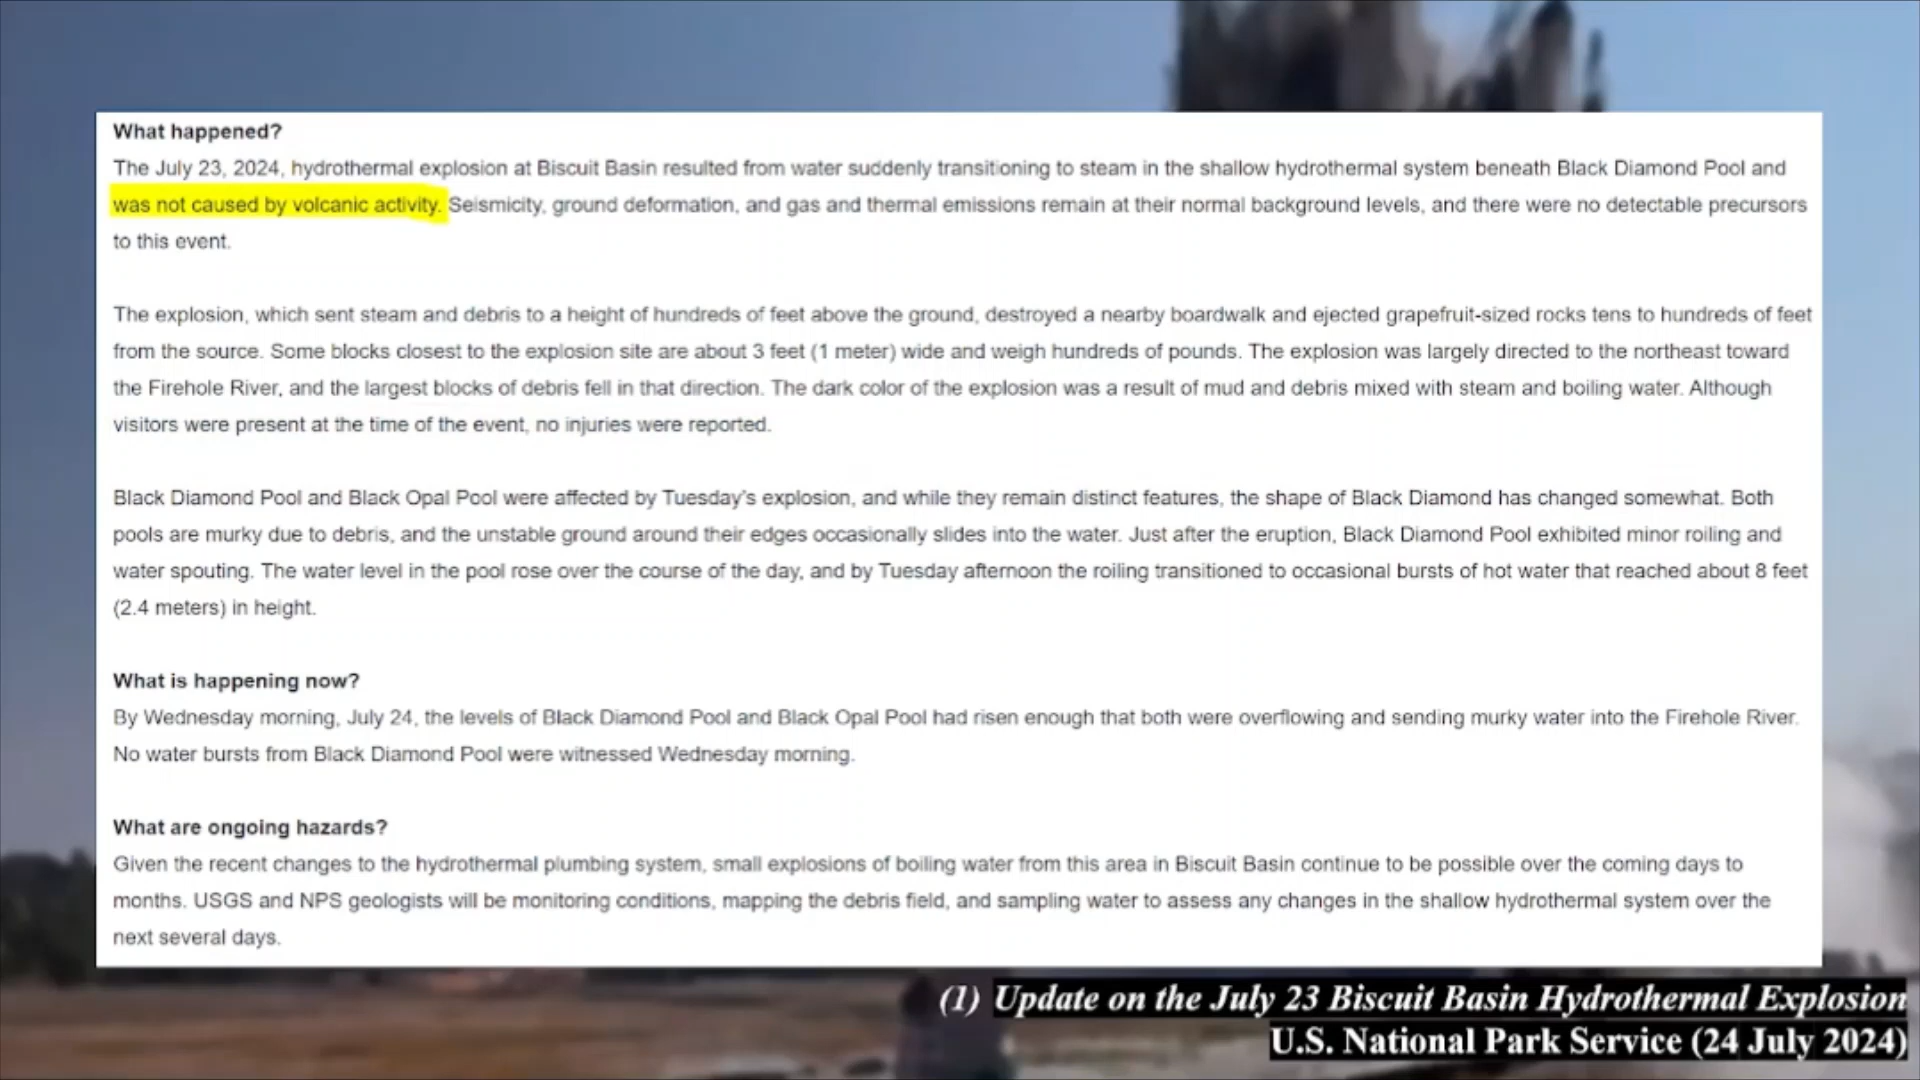 What happened?
The July 23, 2024, hydrothermal explosion at Biscuit Basin resulted from water suddenly transitioning to steam in the shallow hydrothermal system beneath Black Diamond Pool and
was not caused by volcanic activity. Seismicity, ground deformation, and gas and thermal emissions remain at their normal background levels, and there were no detectable precursors
to this event.
The explosion, which sent steam and debris to a height of hundreds of feet above the ground, destroyed a nearby boardwalk and ejected grapefruit-sized rocks tens to hundreds of feet
from the source. Some blocks closest to the explosion site are about 3 feet (1 meter) wide and weigh hundreds of pounds. The explosion was largely directed to the northeast toward
the Firehole River, and the largest blocks of debris fell in that direction. The dark color of the explosion was a result of mud and debris mixed with steam and boiling water. Although
visitors were present at the time of the event, no injuries were reported.
Black Diamond Pool and Black Opal Pool were affected by Tuesday's explosion, and while they remain distinct features, the shape of Black Diamond has changed somewhat. Both
pools are murky due to debris, and the unstable ground around their edges occasionally slides into the water. Just after the eruption, Black Diamond Pool exhibited minor roiling and
water spouting. The water level in the pool rose over the course of the day, and by Tuesday afternoon the roiling transitioned to occasional bursts of hot water that reached about 8 feet
(2.4 meters) in height.
What is happening now?
By Wednesday morning, July 24, the levels of Black Diamond Pool and Black Opal Pool had risen enough that both were overflowing and sending murky water into the Firehole River.
No water bursts from Black Diamond Pool were witnessed Wednesday morning.
What are ongoing hazards?
Given the recent changes to the hydrothermal plumbing system, small explosions of boiling water from this area in Biscuit Basin continue to be possible over the coming days to
months. USGS and NPS geologists will be monitoring conditions, mapping the debris field, and sampling water to assess any changes in the shallow hydrothermal system over the
next several days.
(1) Update on the July 23 Biscuit Basin Hydrothermal Explosion
U.S. National Park Service (24 July 2024)